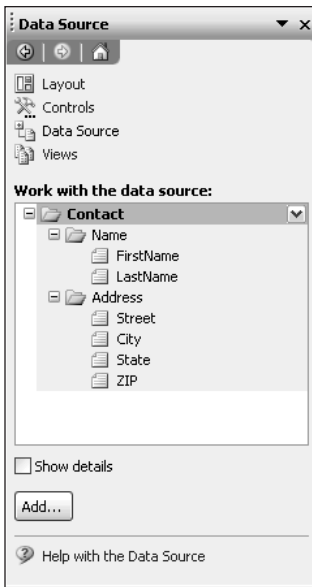 Data Source
Layout
Controls
Data Source
Views
Work with the data source:
Contact
Name
FirstName
LastName
Address
Street
City
State
ZIP
Show details
Add...
Help with the Data Source